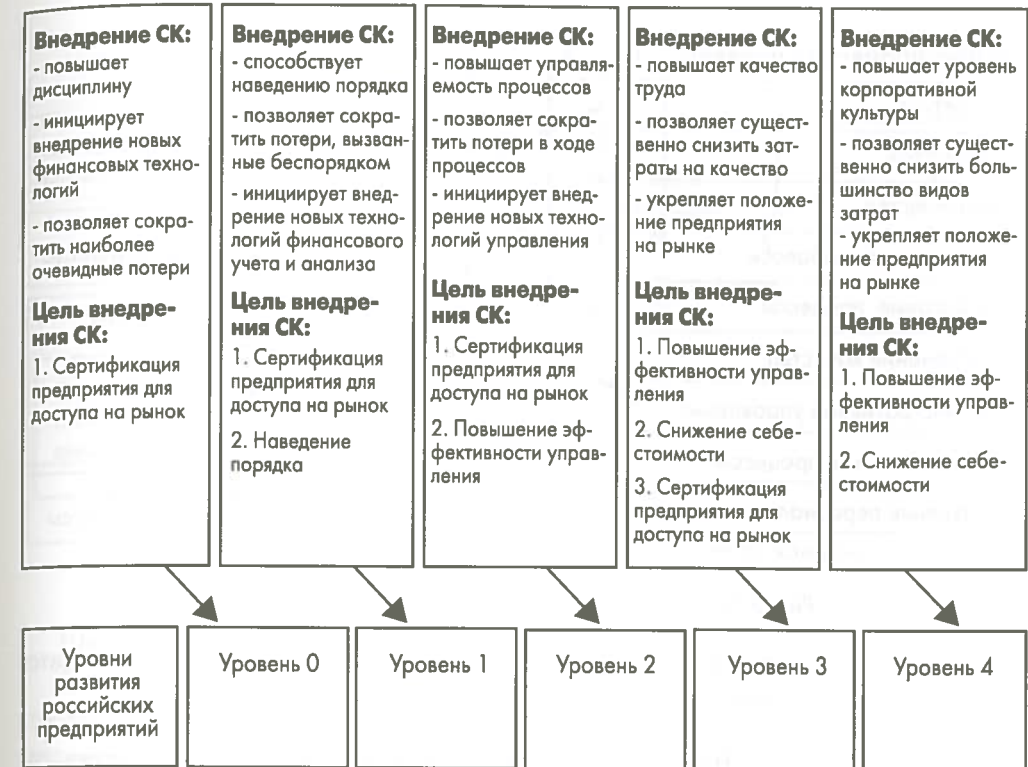 Внедрение СК:
- повышает
дисциплину
- инициирует
внедрение новых
финансовых техно-
логий
- позволяет сокра-
тить наиболее
очевидные потери
Цель внедре-
ния СК:
1. Сертификация
предприятия для
доступа на рынок
Внедрение СК:
- способствует
наведению порядка
- позволяет сокра-
тить потери, вызван-
ные беспорядком
- инициирует внед-
рение новых техно-
логий финансового
учета и анализа
Цель внедре-
ния СК:
1. Сертификация
предприятия для
доступа на рынок
2. Наведение
порядка
Внедрение СК:
- повышает управля-
емость процессов
- позволяет сокра-
тить потери в ходе
процессов
- инициирует внед-
рение новых техно-
логий управления
Цель внедре-
ния СК:
1. Сертификация
предприятия для
доступа на рынок
2. Повышение эф-
фективности управ-
ления
Внедрение СК:
- повышает качество
труда
- позволяет сущест-
венно снизить зат-
раты на качество
- укрепляет положе-
ние предприятия
на рынке
Цель внедре-
ния СК:
1. Повышение эф-
фективности управ-
ления
2. Снижение себе-
стоимости
3. Сертификация
предприятия для
доступа на рынок
Внедрение СК:
- повышает уровень
корпоративной
культуры
- позволяет сущест-
венно снизить боль-
шинство видов
затрат
- укрепляет положе-
ние предприятия
на рынке
Цель внедре-
ния СК:
1. Повышение эф-
фективности управ-
ления
2. Снижение себе-
стоимости
Уровни
развития
российских
предприятий
Уровень 0
Уровень 1
Уровень 2
Уровень 3
Уровень 4